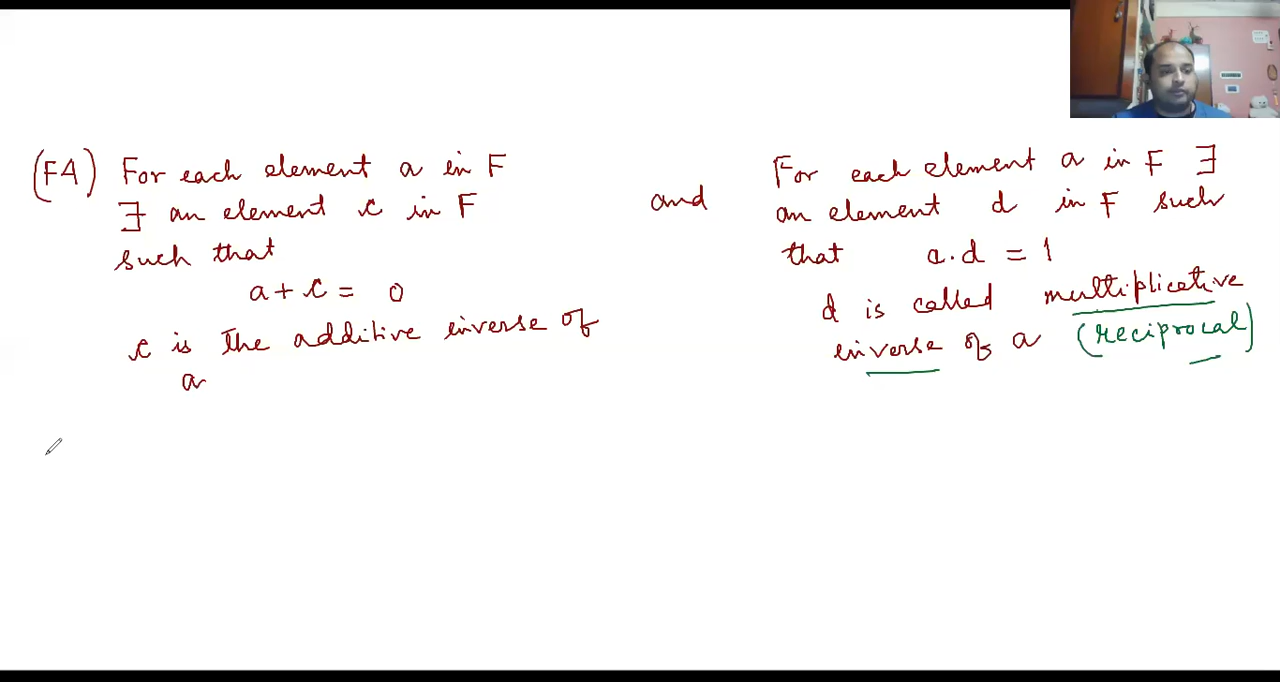 (F4) For each element a in F
∃ an element c in F
such that
a + c = 0
c is the additive inverse of
a
and
For each element a in F ∃
an element d in F such
that a.d = 1
d is called multiplicative
inverse of a (reciprocal)